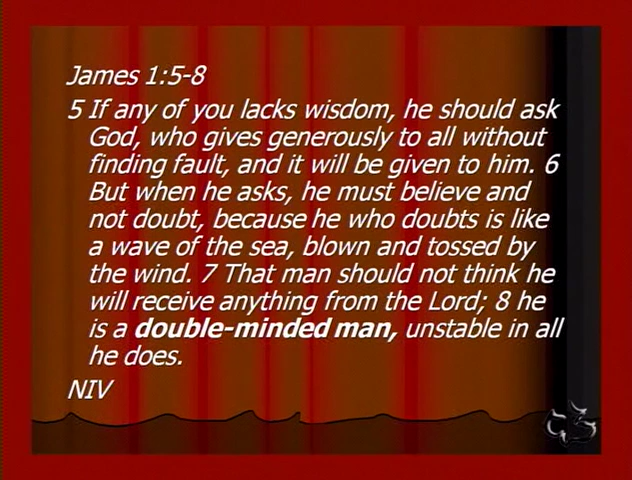 James 1:5-8
5 If any of you lacks wisdom, he should ask
God, who gives generously to all without
finding fault, and it will be given to him. 6
But when he asks, he must believe and
not doubt, because he who doubts is like
a wave of the sea, blown and tossed by
the wind. 7 That man should not think he
will receive anything from the Lord; 8 he
is a double-minded man, unstable in all
he does.
NIV